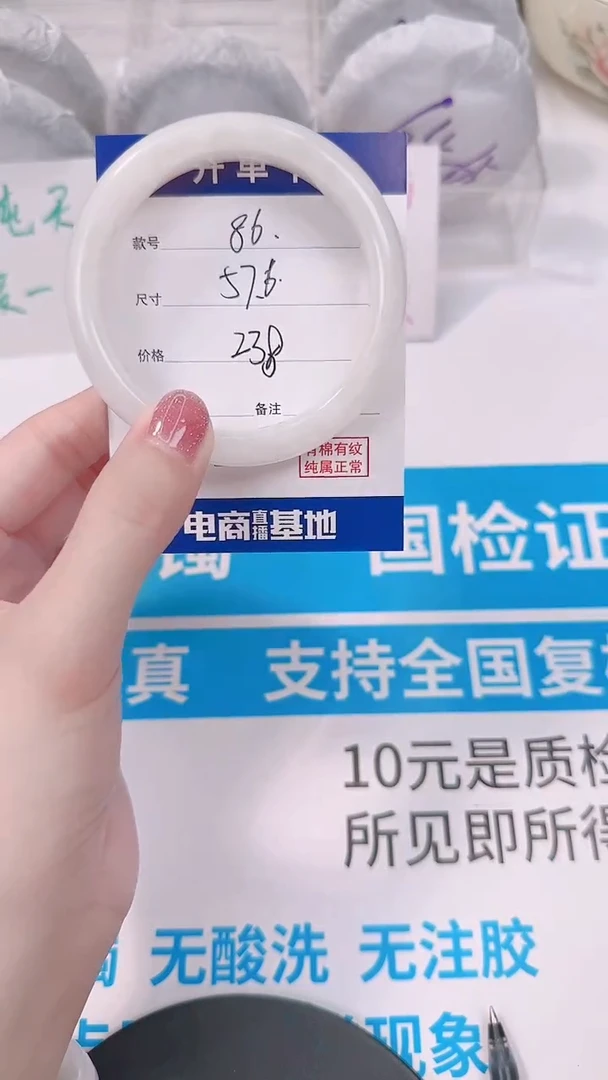 开单卡
款号 86.
尺寸 57.6.
价格 238
备注
有棉有纹
纯属正常
电商直播基地
国检证
真 支持全国复检
10元是质检
所见即所得
无酸洗 无注胶
现象